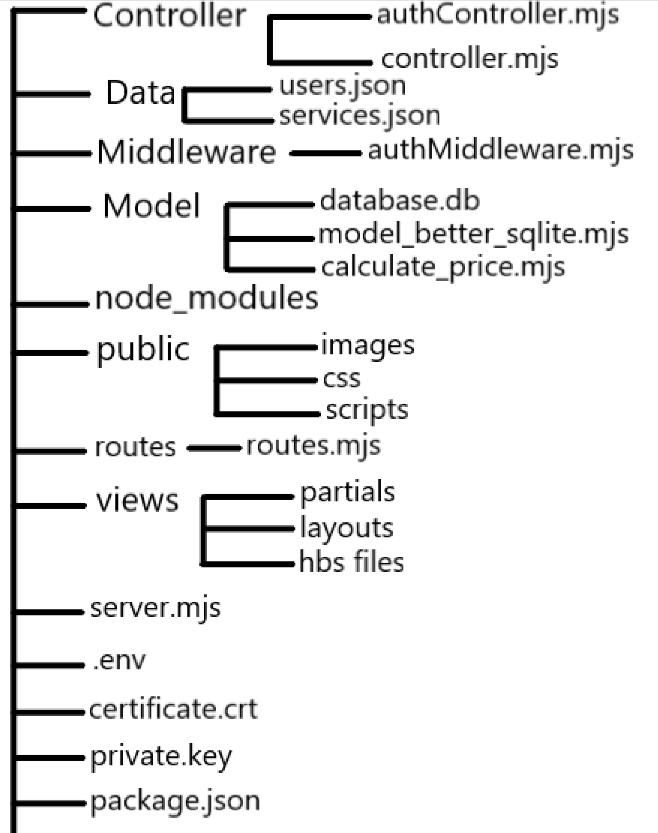 Controller
authController.mjs
controller.mjs
Data
users.json
services.json
Middleware
authMiddleware.mjs
Model
database.db
model_better_sqlite.mjs
calculate_price.mjs
node_modules
public
images
css
scripts
routes
routes.mjs
views
partials
layouts
hbs files
server.mjs
.env
certificate.crt
private.key
package.json